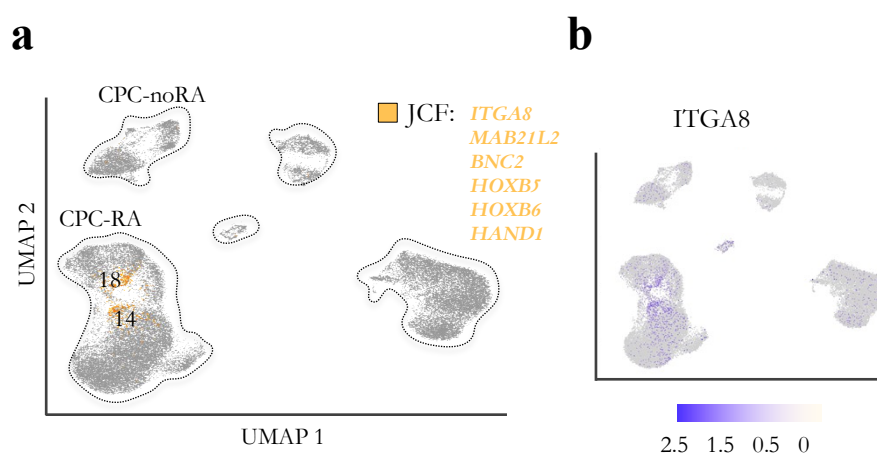 a
b
CPC-noRA
JCF: ITGA8
MAB21L2
BNC2
HOXB5
HOXB6
HAND1
ITGA8
CPC-RA
18
14
UMAP 2
UMAP 1
2.5 1.5 0.5 0